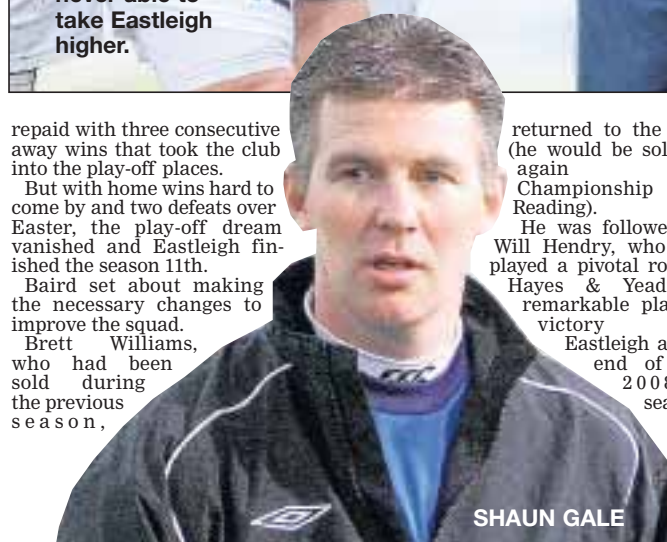 take Eastleigh
higher.
repaid with three consecutive
away wins that took the club
into the play-off places.
But with home wins hard to
come by and two defeats over
Easter, the play-off dream
vanished and Eastleigh fin-
ished the season 11th.
Baird set about making
the necessary changes to
improve the squad.
Brett Williams,
who had been
sold during
the previous
season,
returned to the
(he would be sol
again
Championship
Reading).
He was followe
Will Hendry, who
played a pivotal ro
Hayes & Yead
remarkable pla
victory
Eastleigh a
end of
2008
sea
SHAUN GALE